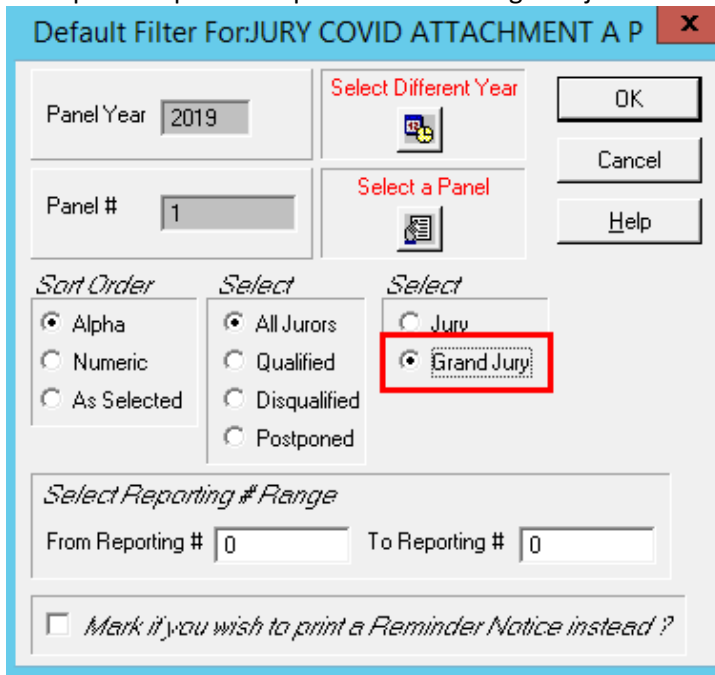 Default Filter For:JURY COVID ATTACHMENT A P
X
Panel Year 2019
Select Different Year
OK
Cancel
Panel # 1
Select a Panel
Help
Sort Order
Alpha
Numeric
As Selected
Select
All Jurors
Qualified
Disqualified
Postponed
Select
Jury
Grand Jury
Select Reporting # Range
From Reporting # 0
To Reporting # 0
Mark if you wish to print a Reminder Notice instead ?